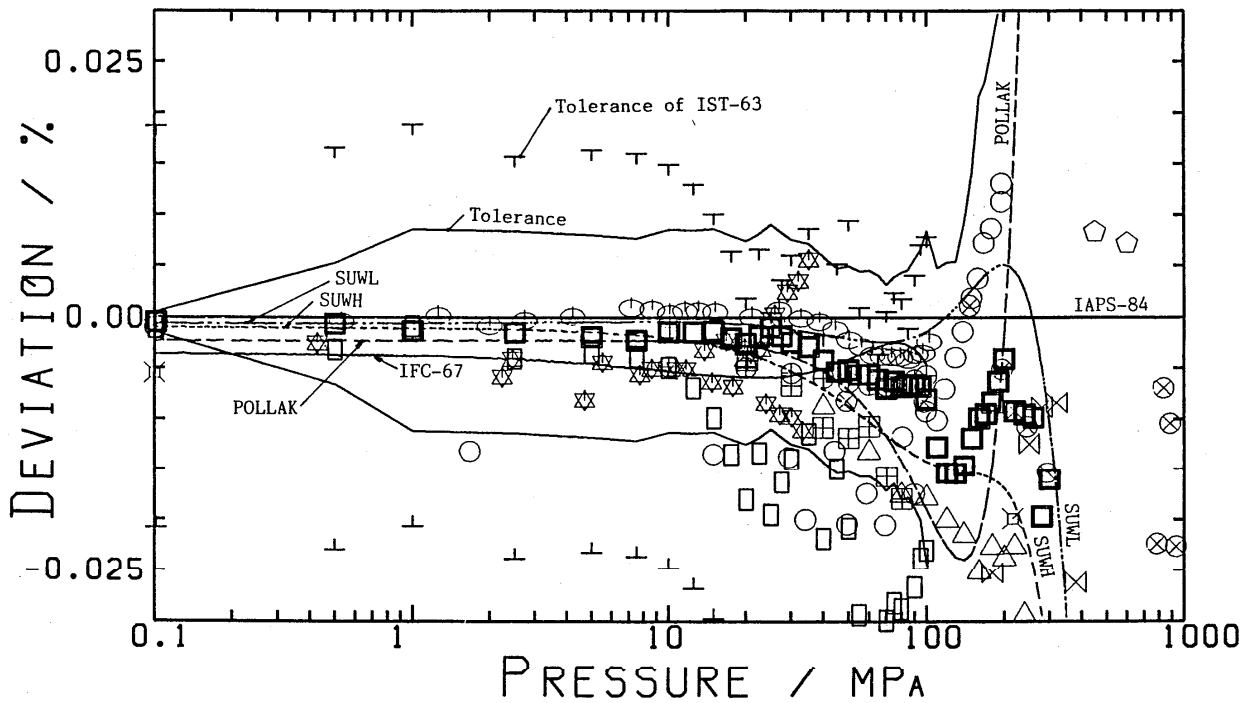 0.025
Tolerance of IST-63
POLLAK
Tolerance
SUWL
SUWH
0.00
IAPS-84
IFC-67
POLLAK
SUWL
SUWH
-0.025
0.1
1
10
100
1000
DEVIATION / %
PRESSURE / MPA